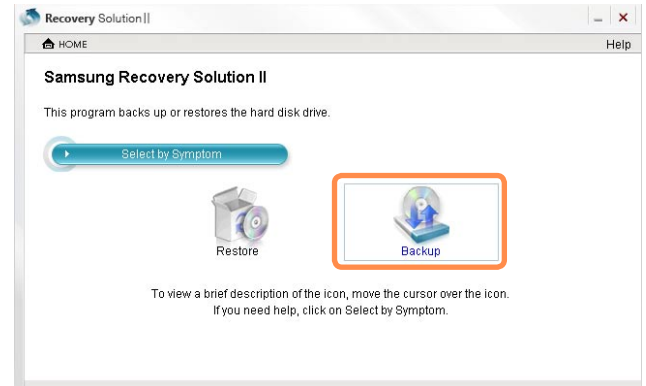 Recovery Solution II
HOME
Help
Samsung Recovery Solution II
This program backs up or restores the hard disk drive.
Select by Symptom
Restore
Backup
To view a brief description of the icon, move the cursor over the icon.
If you need help, click on Select by Symptom.